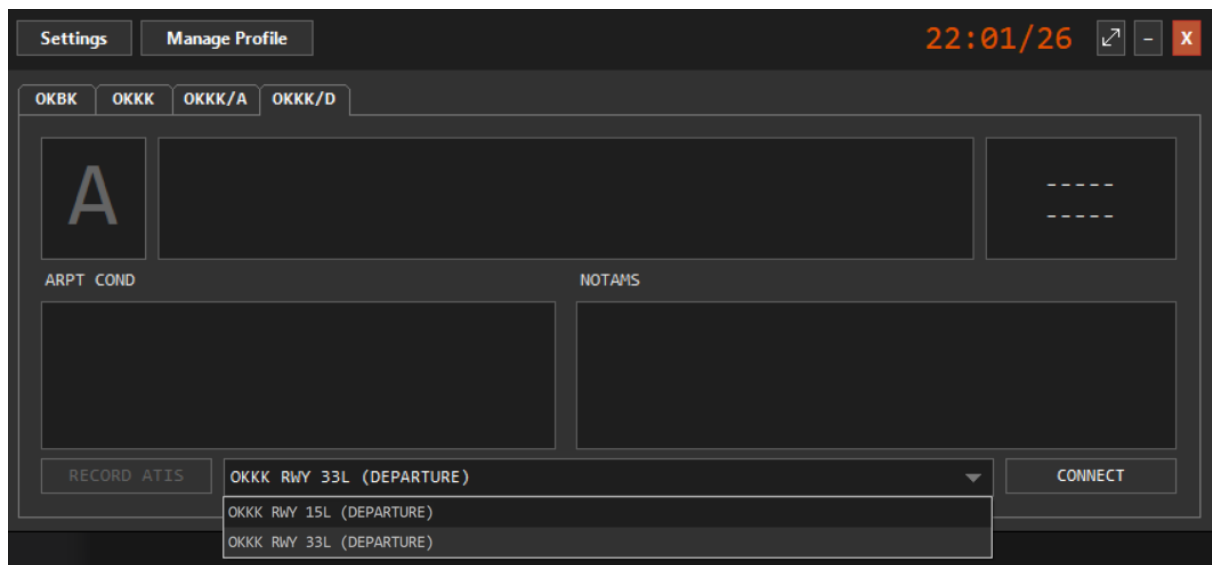 Settings Manage Profile 22:01/26 - X
OKBK OKKK OKKK/A OKKK/D
A
-----
-----
ARPT COND NOTAMS
RECORD ATIS OKKK RWY 33L (DEPARTURE) CONNECT
OKKK RWY 15L (DEPARTURE)
OKKK RWY 33L (DEPARTURE)